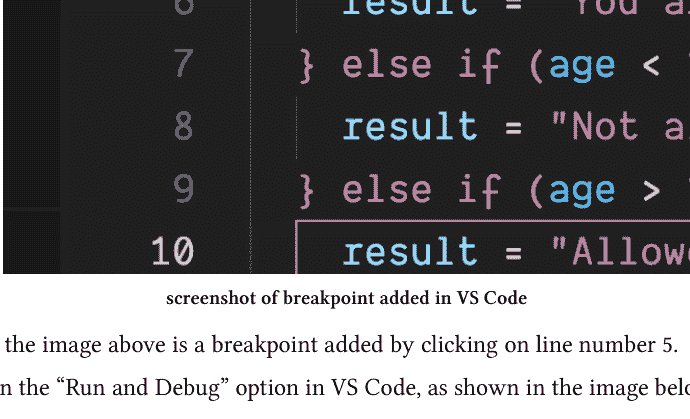 6 result = "You a
7 } else if (age <
8 result = "Not a
9 } else if (age >
10 result = "Allow
screenshot of breakpoint added in VS Code
the image above is a breakpoint added by clicking on line number 5.
n the “Run and Debug” option in VS Code, as shown in the image belo